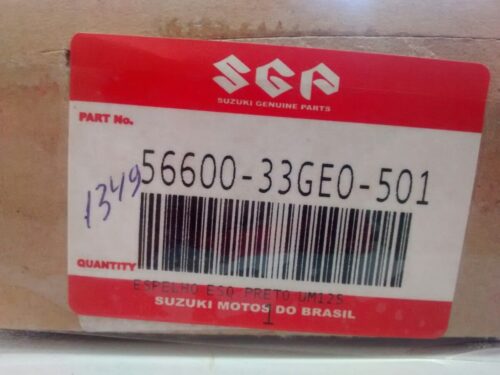 SGP
SUZUKI GENUINE PARTS
PART No.
56600-33GE0-501
1349
QUANTITY
ESPELHO ESQ PRETO UM125
SUZUKI MOTOS DO BRASIL
1